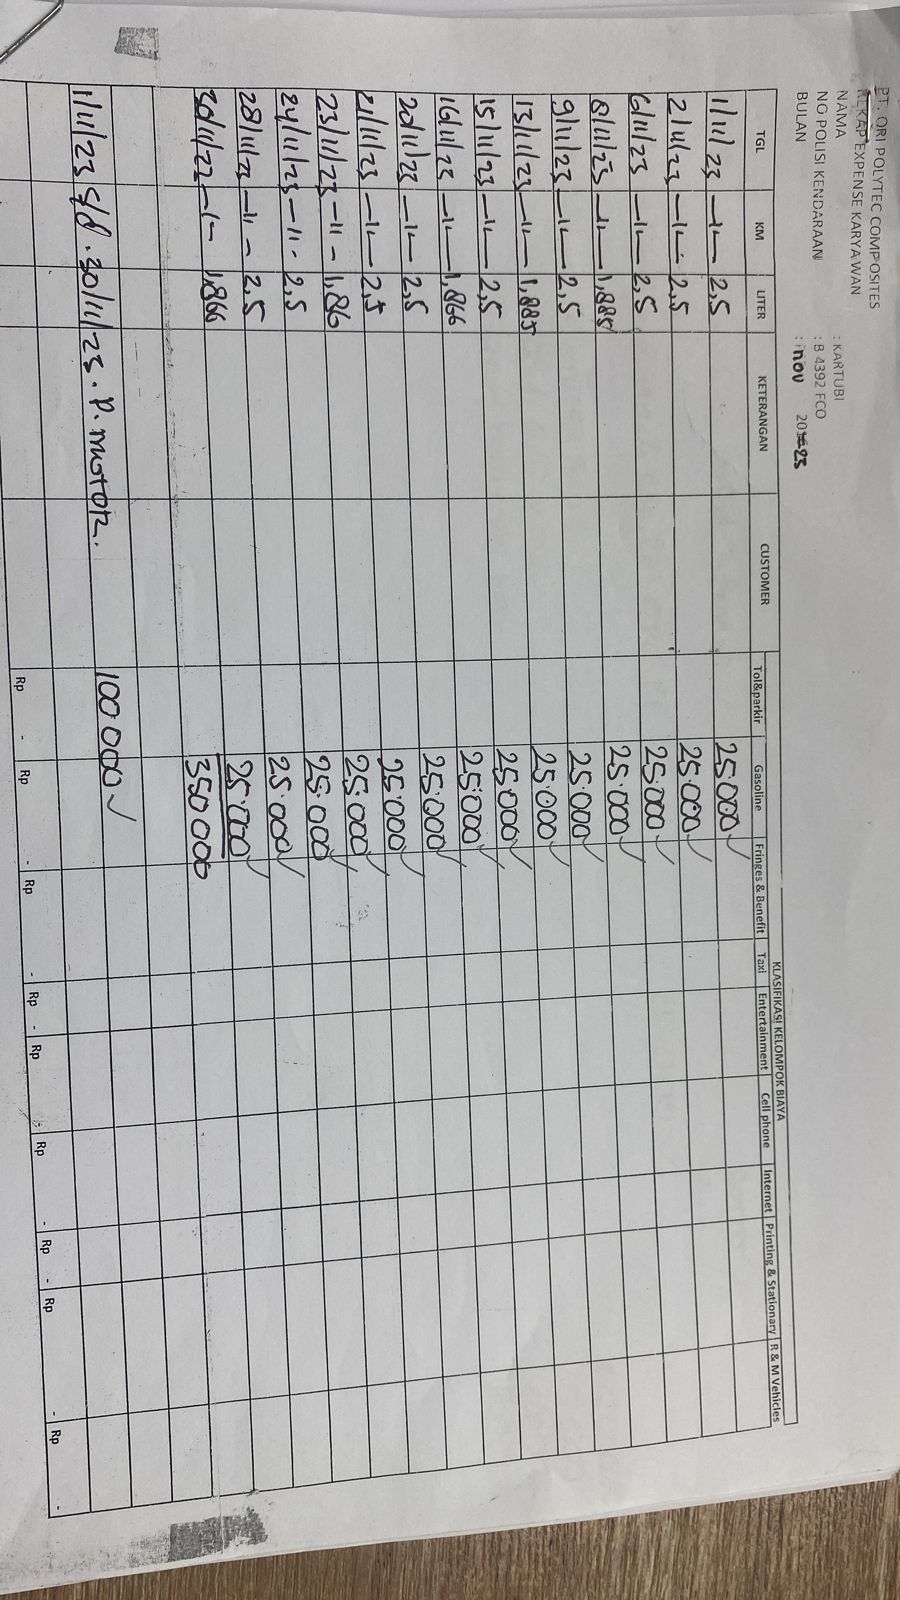 PT. ORI POLYTEC COMPOSITES
REKAP EXPENSE KARYAWAN
NAMA : KARTUBI
NO POLISI KENDARAAN : B 4392 FCO
BULAN : nov 2023
KLASIFIKASI KELOMPOK BIAYA
TGL KM LITER KETERANGAN CUSTOMER Tol&parkir Gasoline Fringes & Benefit Taxi Entertainment Cell phone Internet Printing & Stationary R & M Vehicles
1/11/23 —"— 2,5 25.000 ✓
2/11/23 —"— 2,5 25.000 ✓
6/11/23 —"— 2,5 25.000 ✓
8/11/23 —"— 1,885 25.000 ✓
9/11/23 —"— 2,5 25.000 ✓
13/11/23 —"— 1,885 25.000 ✓
15/11/23 —"— 2,5 25.000 ✓
16/11/23 —"— 1,866 25.000 ✓
20/11/23 —"— 2,5 25.000 ✓
21/11/23 —"— 2,5 25.000 ✓
23/11/23 —"— 25.000 ✓
24/11/23 —"— 2,5 25.000 ✓
28/11/23 —"— 2,5 25.000 ✓
30/11/23 —"— 1,866 25.000 ✓
350 000
1/11/23 s/d. 30/11/23. P. motor. 100 000 ✓
Rp - Rp - Rp - Rp - Rp - Rp - Rp - Rp - Rp -